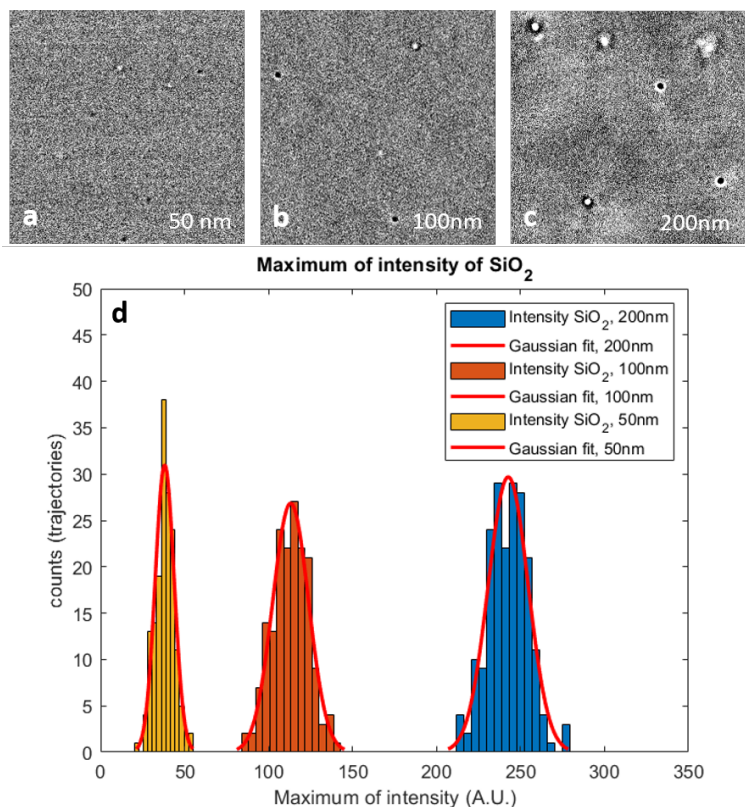 a
50 nm
b
100nm
c
200nm
Maximum of intensity of SiO2
d
Intensity SiO2, 200nm
Gaussian fit, 200nm
Intensity SiO2, 100nm
Gaussian fit, 100nm
Intensity SiO2, 50nm
Gaussian fit, 50nm
counts (trajectories)
50
45
40
35
30
25
20
15
10
5
0
0
50
100
150
200
250
300
350
Maximum of intensity (A.U.)